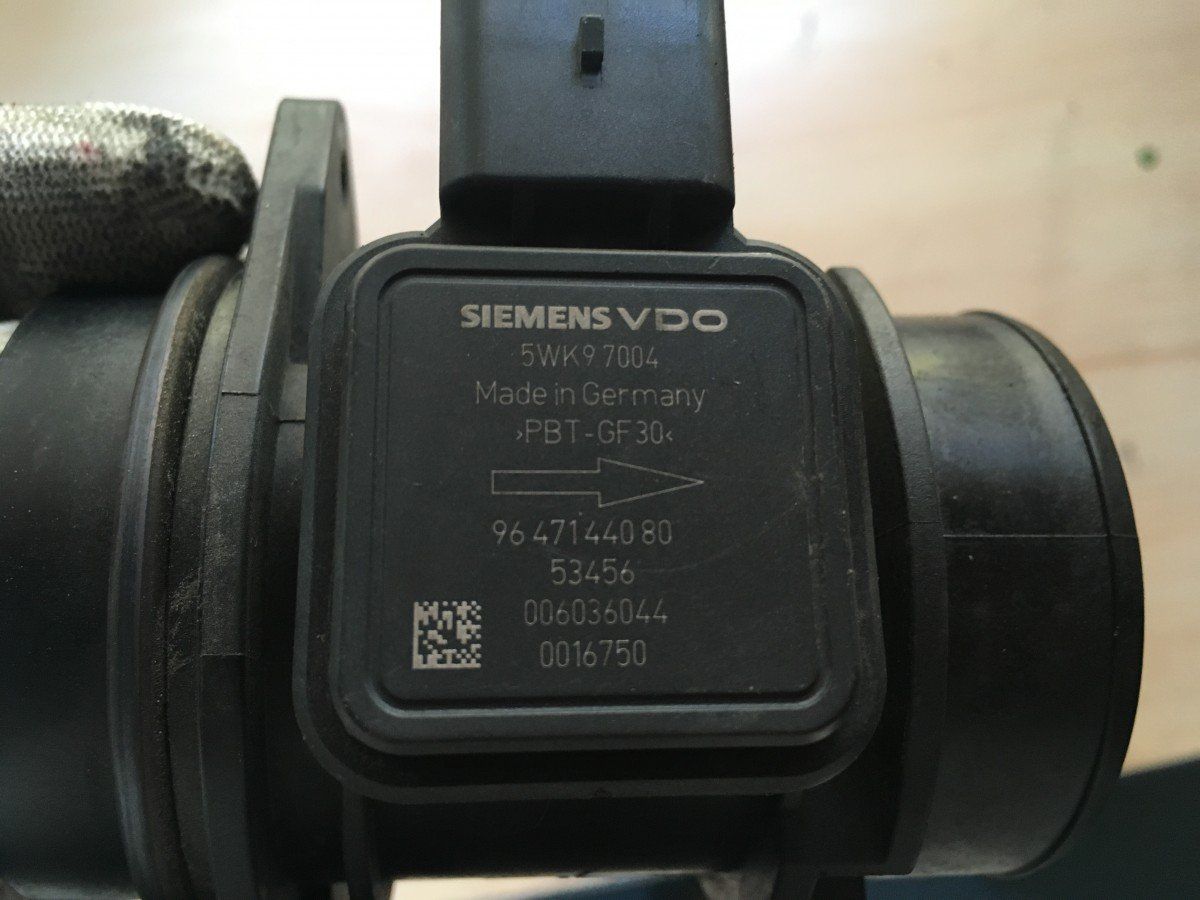 SIEMENS VDO
5WK9 7004
Made in Germany
›PBT-GF30‹
96 471440 80
53456
006036044
0016750